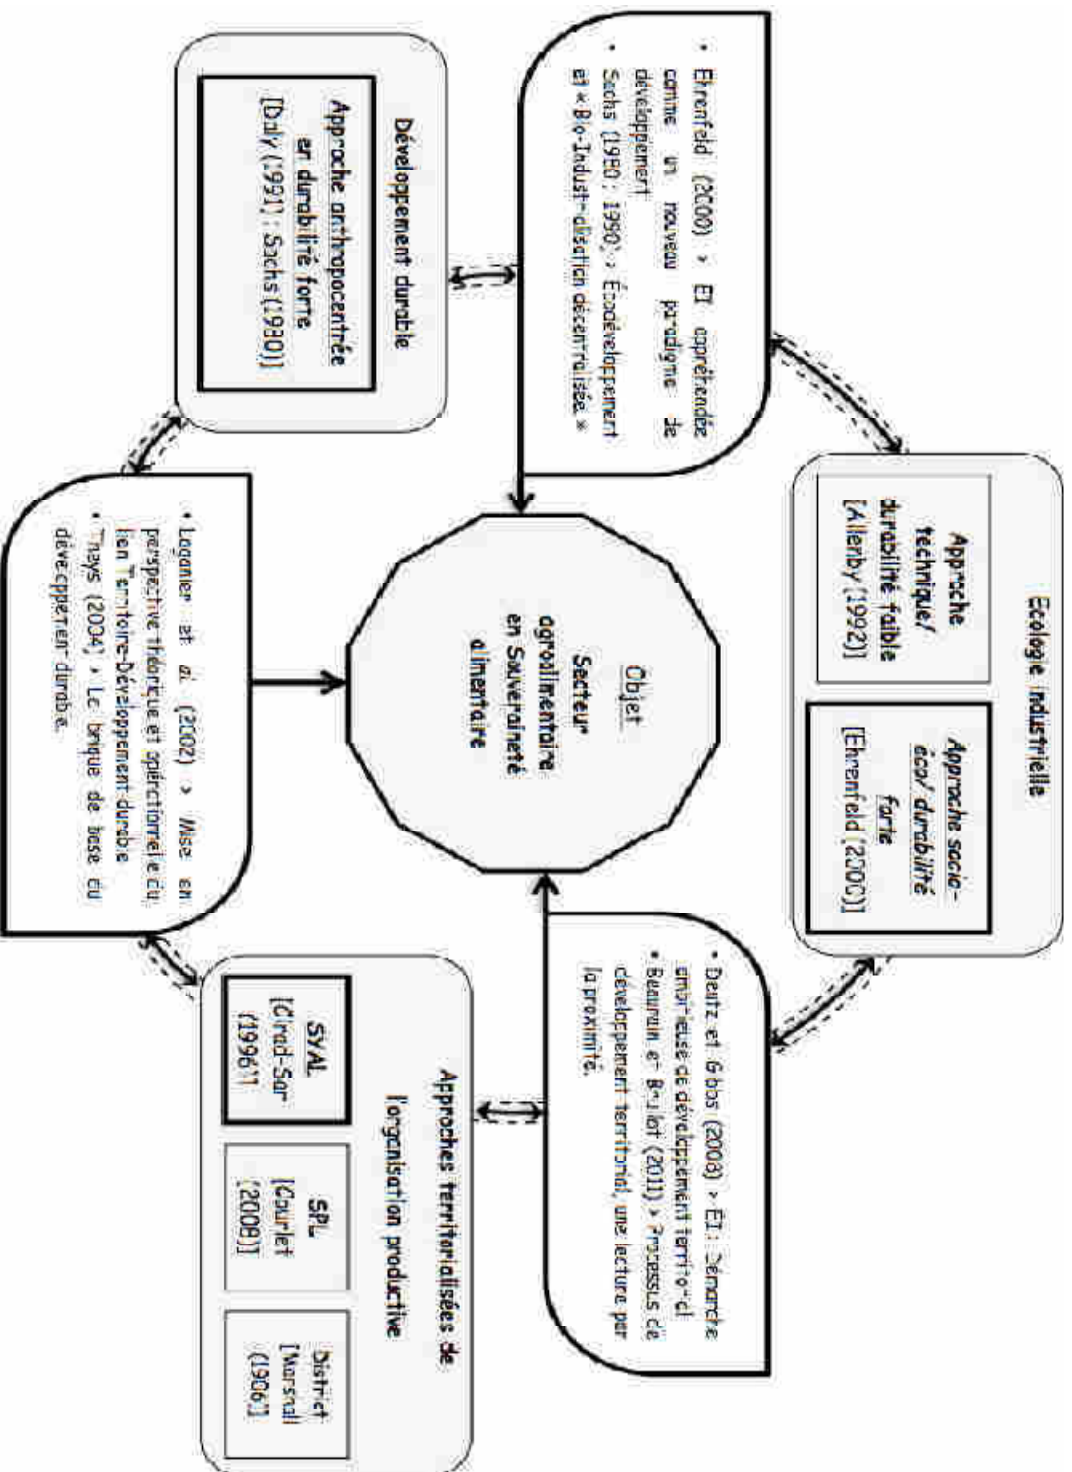 Écologie industrielle
Approche
technique/
durabilité faible
[Allenby (1992)]
Approche socio-
éco/ durabilité
forte
[Ehrenfeld (2000)]
• Ehrenfeld (2000) > EI appréhendée
comme un nouveau paradigme de
développement
• Sachs (1980 ; 1990) > Écodéveloppement
et « Bio-Industrialisation décentralisée »
• Deutz et Gibbs (2008) > EI : Démarche
ambitieuse de développement territorial
• Beaurain et Brullot (2011) > Processus de
développement territorial, une lecture par
la proximité.
Objet
Secteur
agroalimentaire
en Souveraineté
alimentaire
Développement durable
Approche anthropocentrée
en durabilité forte
[Daly (1991) ; Sachs (1980)]
Approches territorialisées de
l'organisation productive
SYAL
[Cirad-Sar
(1996)]
SPL
[Courlet
(2008)]
District
[Marshall
(1906)]
• Laganier et al (2002) > Mise en
perspective théorique et opérationnelle du
lien Territoire-Développement durable
• Theys (2004) > La brique de base du
développement durable.